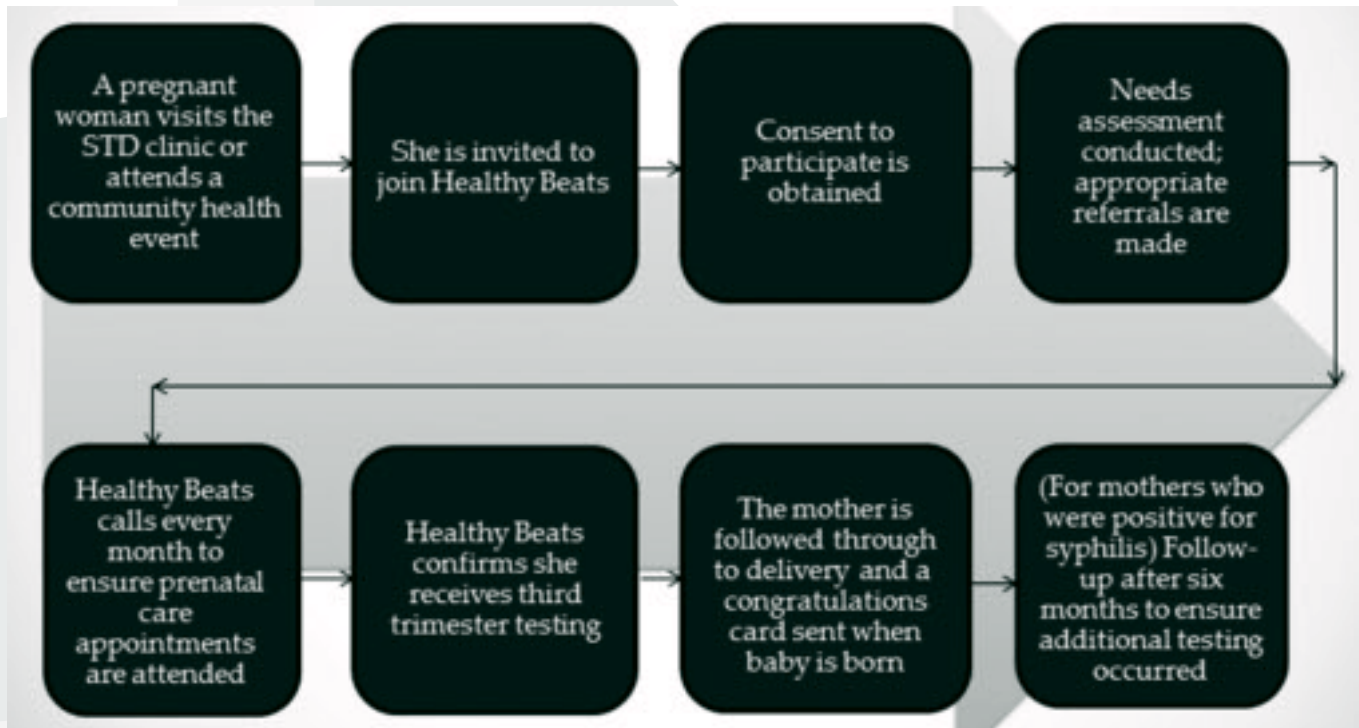 A pregnant
woman visits the
STD clinic or
attends a
community health
event
She is invited to
join Healthy Beats
Consent to
participate is
obtained
Needs
assessment
conducted;
appropriate
referrals are
made
Healthy Beats
calls every
month to
ensure prenatal
care
appointments
are attended
Healthy Beats
confirms she
receives third
trimester testing
The mother is
followed through
to delivery and a
congratulations
card sent when
baby is born
(For mothers who
were positive for
syphilis) Follow-
up after six
months to ensure
additional testing
occurred